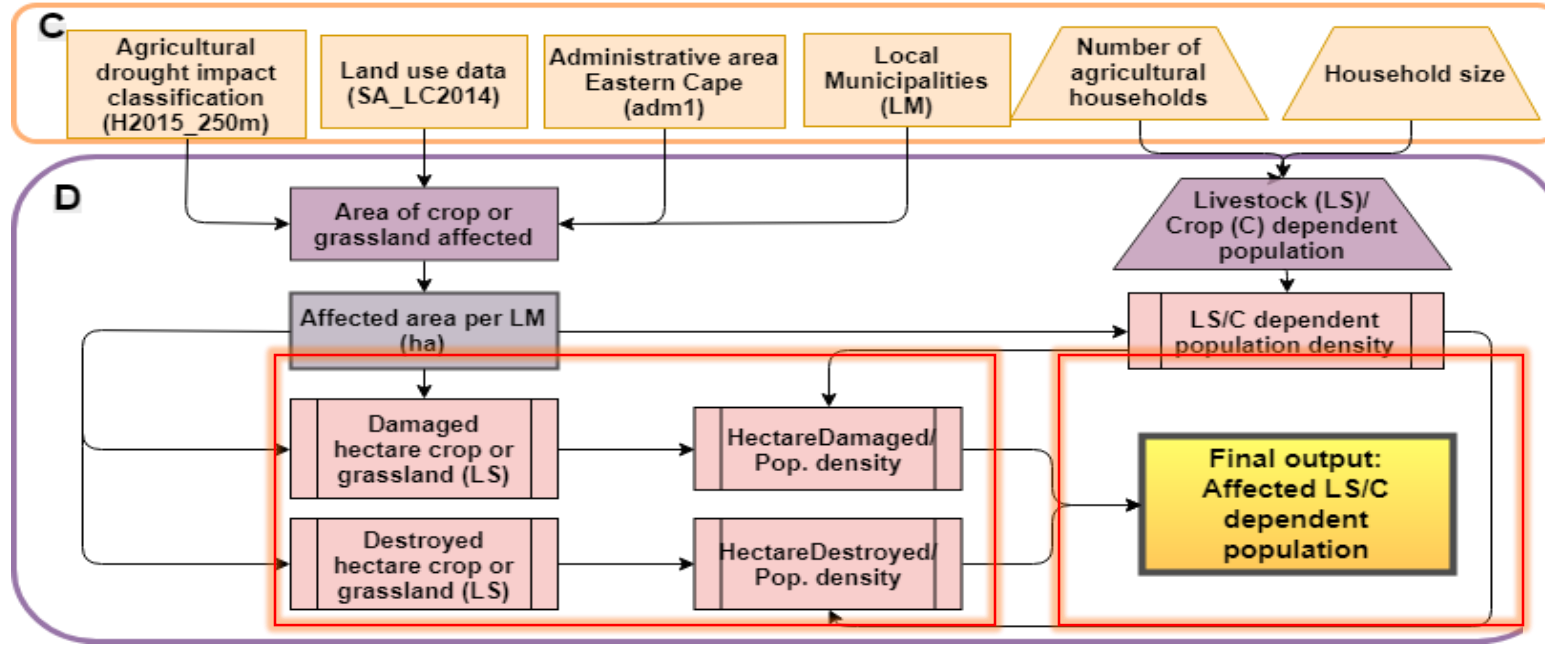 C
Agricultural
drought impact
classification
(H2015_250m)
Land use data
(SA_LC2014)
Administrative area
Eastern Cape
(adm1)
Local
Municipalities
(LM)
Number of
agricultural
households
Household size
D
Area of crop or
grassland affected
Livestock (LS)/
Crop (C) dependent
population
Affected area per LM
(ha)
LS/C dependent
population density
Damaged
hectare crop or
grassland (LS)
HectareDamaged/
Pop. density
Final output:
Affected LS/C
dependent
population
Destroyed
hectare crop or
grassland (LS)
HectareDestroyed/
Pop. density